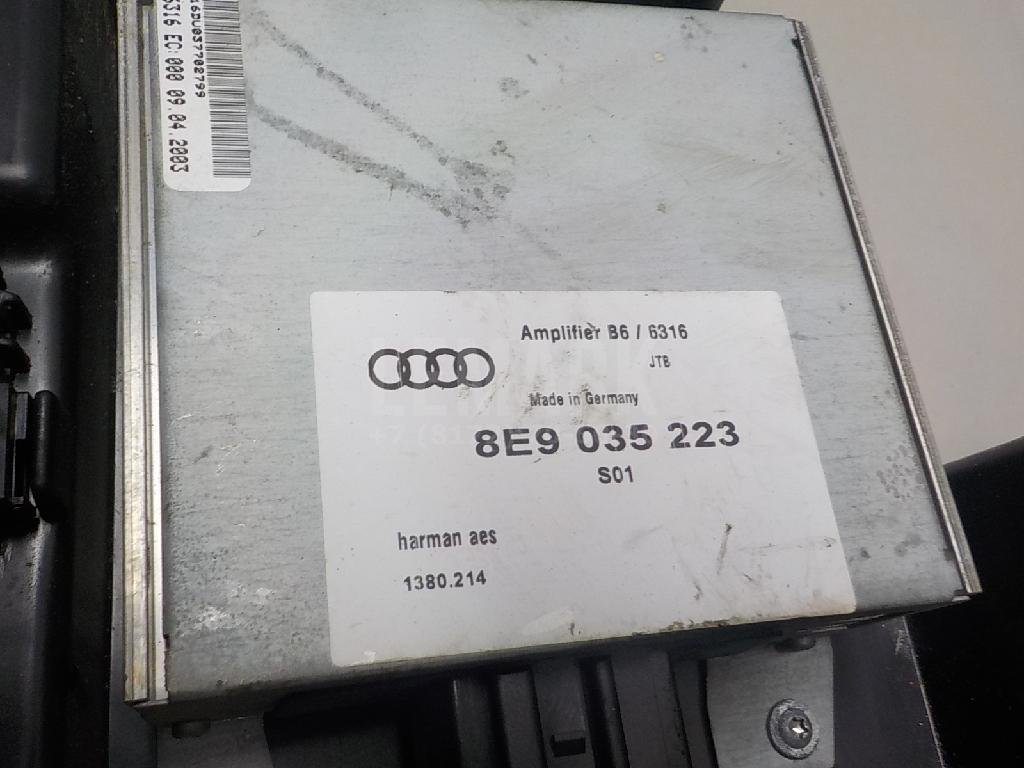 6316 EC:000 09.04.2003
16DV037702799
Amplifier B6 / 6316
JTB
Made in Germany
8E9 035 223
S01
harman aes
1380.214